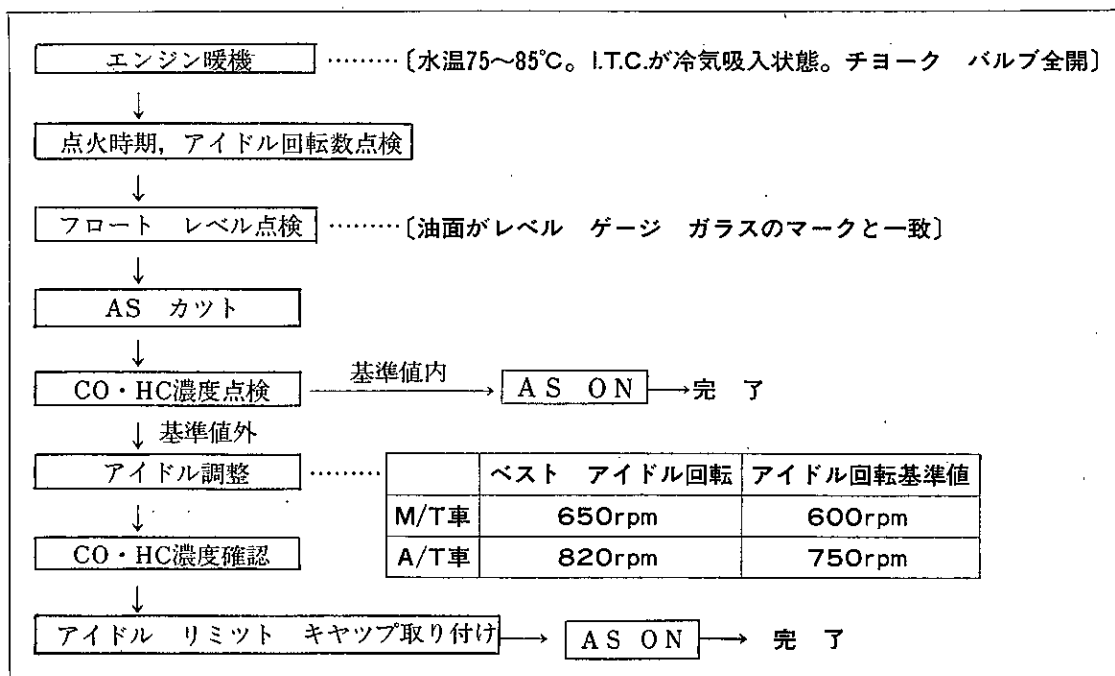 エンジン暖機 ……… 〔水温75～85℃。I.T.C.が冷気吸入状態。チヨーク バルブ全開〕
↓
点火時期，アイドル回転数点検
↓
フロート レベル点検 ……… 〔油面がレベル ゲージ ガラスのマークと一致〕
↓
AS カツト
↓
CO・HC濃度点検 基準値内 → AS ON → 完 了
↓ 基準値外
アイドル調整 ………
ベスト アイドル回転 アイドル回転基準値
M/T車 650rpm 600rpm
↓
CO・HC濃度確認
A/T車 820rpm 750rpm
↓
アイドル リミツト キヤツプ取り付け → AS ON → 完 了